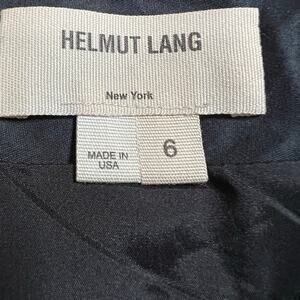 HELMUT LANG
New York
MADE IN
USA
6